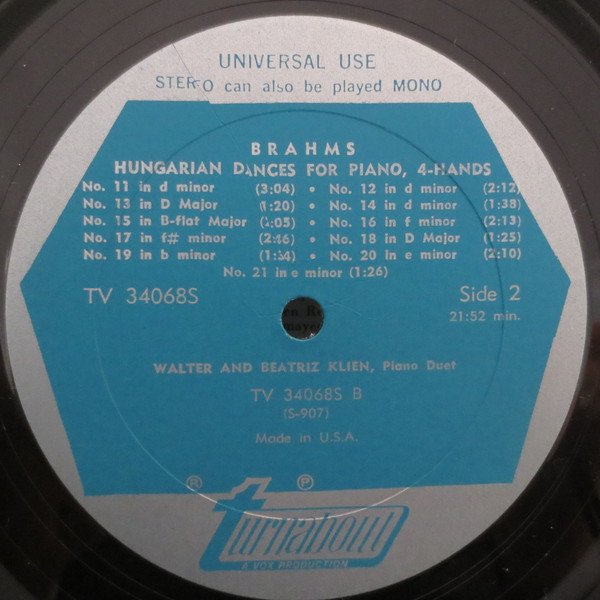 UNIVERSAL USE
STEREO can also be played MONO
BRAHMS
HUNGARIAN DANCES FOR PIANO, 4-HANDS
No. 11 in d minor (3:04) • No. 12 in d minor (2:12)
No. 13 in D Major (1:20) • No. 14 in d minor (1:38)
No. 15 in B-flat Major (2:05) • No. 16 in f minor (2:13)
No. 17 in f# minor (2:46) • No. 18 in D Major (1:25)
No. 19 in b minor (1:54) • No. 20 in e minor (2:10)
No. 21 in e minor (1:26)
TV 34068S Side 2
21:52 min.
WALTER AND BEATRIZ KLIEN, Piano Duet
TV 34068S B
(S-907)
Made in U.S.A.
® ℗
turnabout
A VOX PRODUCTION